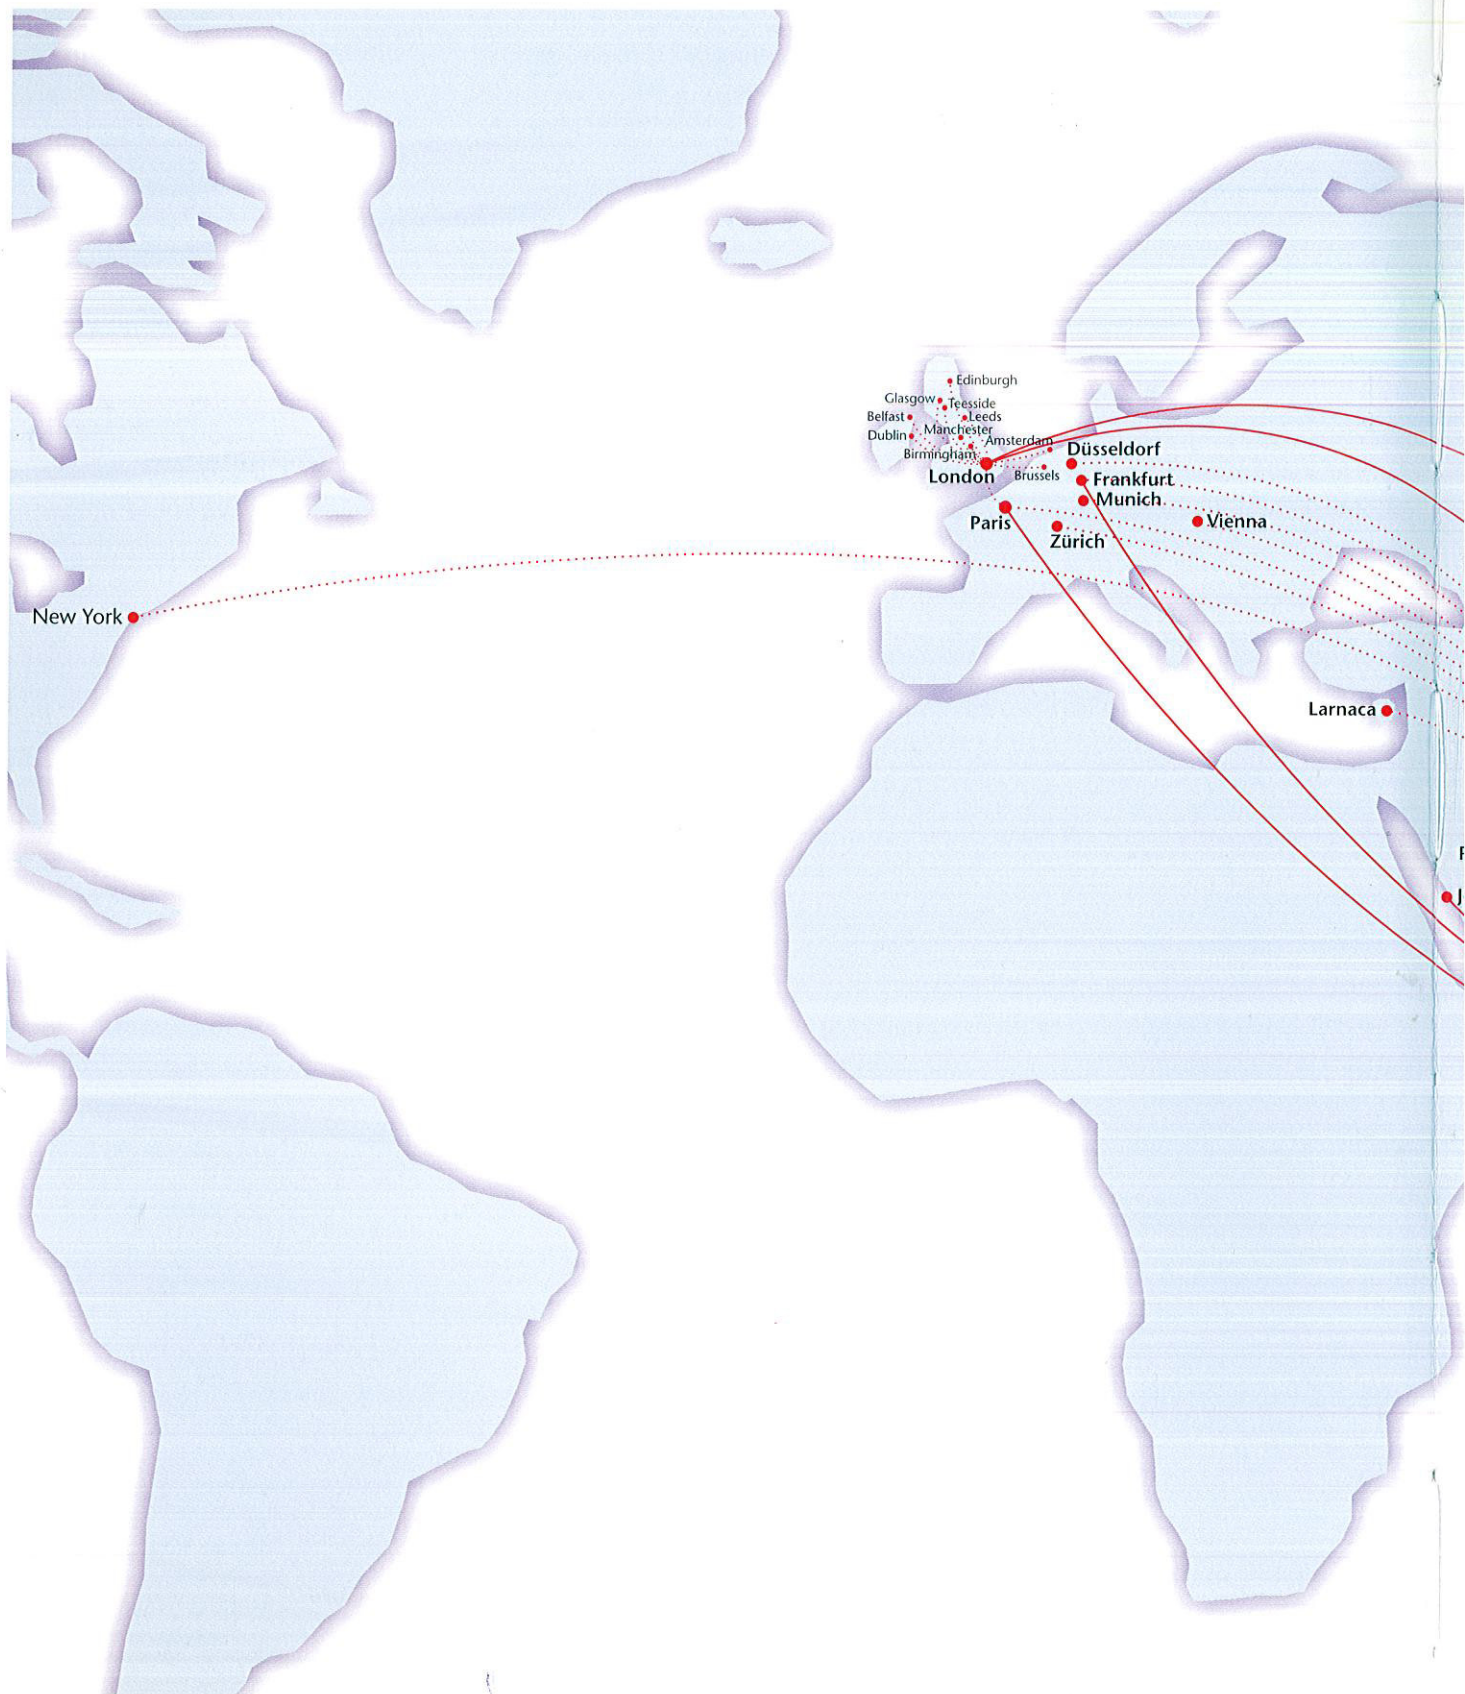 Edinburgh
Glasgow
Teesside
Belfast
Leeds
Dublin
Manchester
Amsterdam
Birmingham
Düsseldorf
London
Brussels
Frankfurt
Munich
Paris
Vienna
Zürich
New York
Larnaca